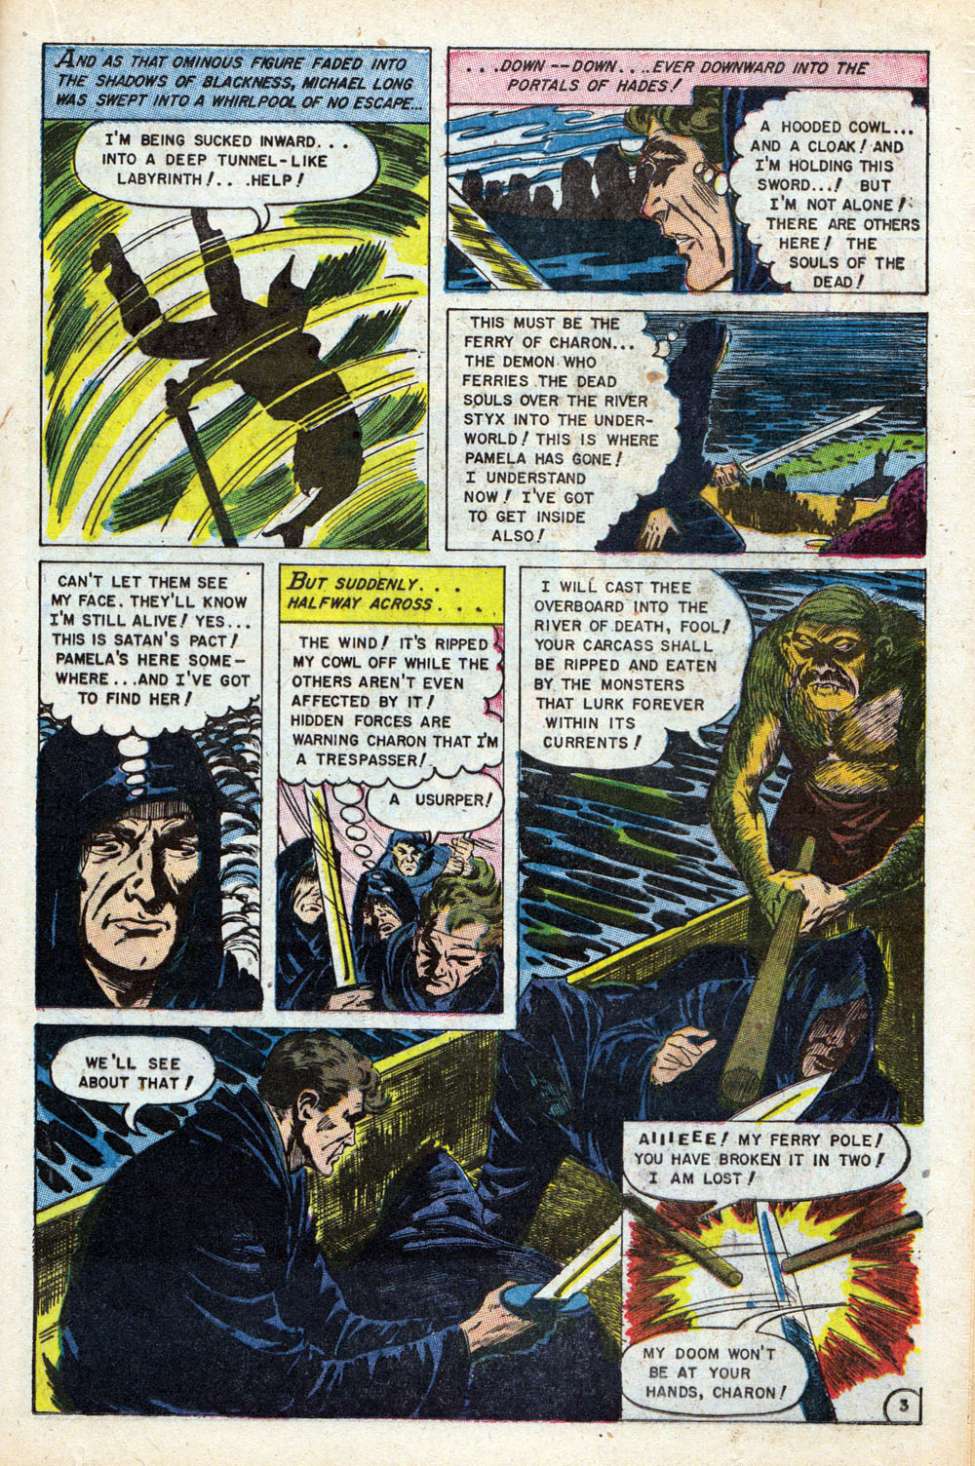 AND AS THAT OMINOUS FIGURE FADED INTO
THE SHADOWS OF BLACKNESS, MICHAEL LONG
WAS SWEPT INTO A WHIRLPOOL OF NO ESCAPE...
I'M BEING SUCKED INWARD...
INTO A DEEP TUNNEL-LIKE
LABYRINTH!.. .HELP!
. . .DOWN --DOWN....EVER DOWNWARD INTO THE
PORTALS OF HADES!
A HOODED COWL...
AND A CLOAK! AND
I'M HOLDING THIS
SWORD...! BUT
I'M NOT ALONE!
THERE ARE OTHERS
HERE! THE
SOULS OF THE
DEAD!
THIS MUST BE THE
FERRY OF CHARON...
THE DEMON WHO
FERRIES THE DEAD
SOULS OVER THE RIVER
STYX INTO THE UNDER-
WORLD! THIS IS WHERE
PAMELA HAS GONE!
I UNDERSTAND
NOW! I'VE GOT
TO GET INSIDE
ALSO!
CAN'T LET THEM SEE
MY FACE. THEY'LL KNOW
I'M STILL ALIVE! YES...
THIS IS SATAN'S PACT!
PAMELA'S HERE SOME-
WHERE...AND I'VE GOT
TO FIND HER!
BUT SUDDENLY. . .
HALFWAY ACROSS. . . .
THE WIND! IT'S RIPPED
MY COWL OFF WHILE THE
OTHERS AREN'T EVEN
AFFECTED BY IT!
HIDDEN FORCES ARE
WARNING CHARON THAT I'M
A TRESPASSER!
A USURPER!
I WILL CAST THEE
OVERBOARD INTO THE
RIVER OF DEATH, FOOL!
YOUR CARCASS SHALL
BE RIPPED AND EATEN
BY THE MONSTERS
THAT LURK FOREVER
WITHIN ITS
CURRENTS!
WE'LL SEE
ABOUT THAT!
AIIIEEE! MY FERRY POLE!
YOU HAVE BROKEN IT IN TWO!
I AM LOST!
MY DOOM WON'T
BE AT YOUR
HANDS, CHARON!
3